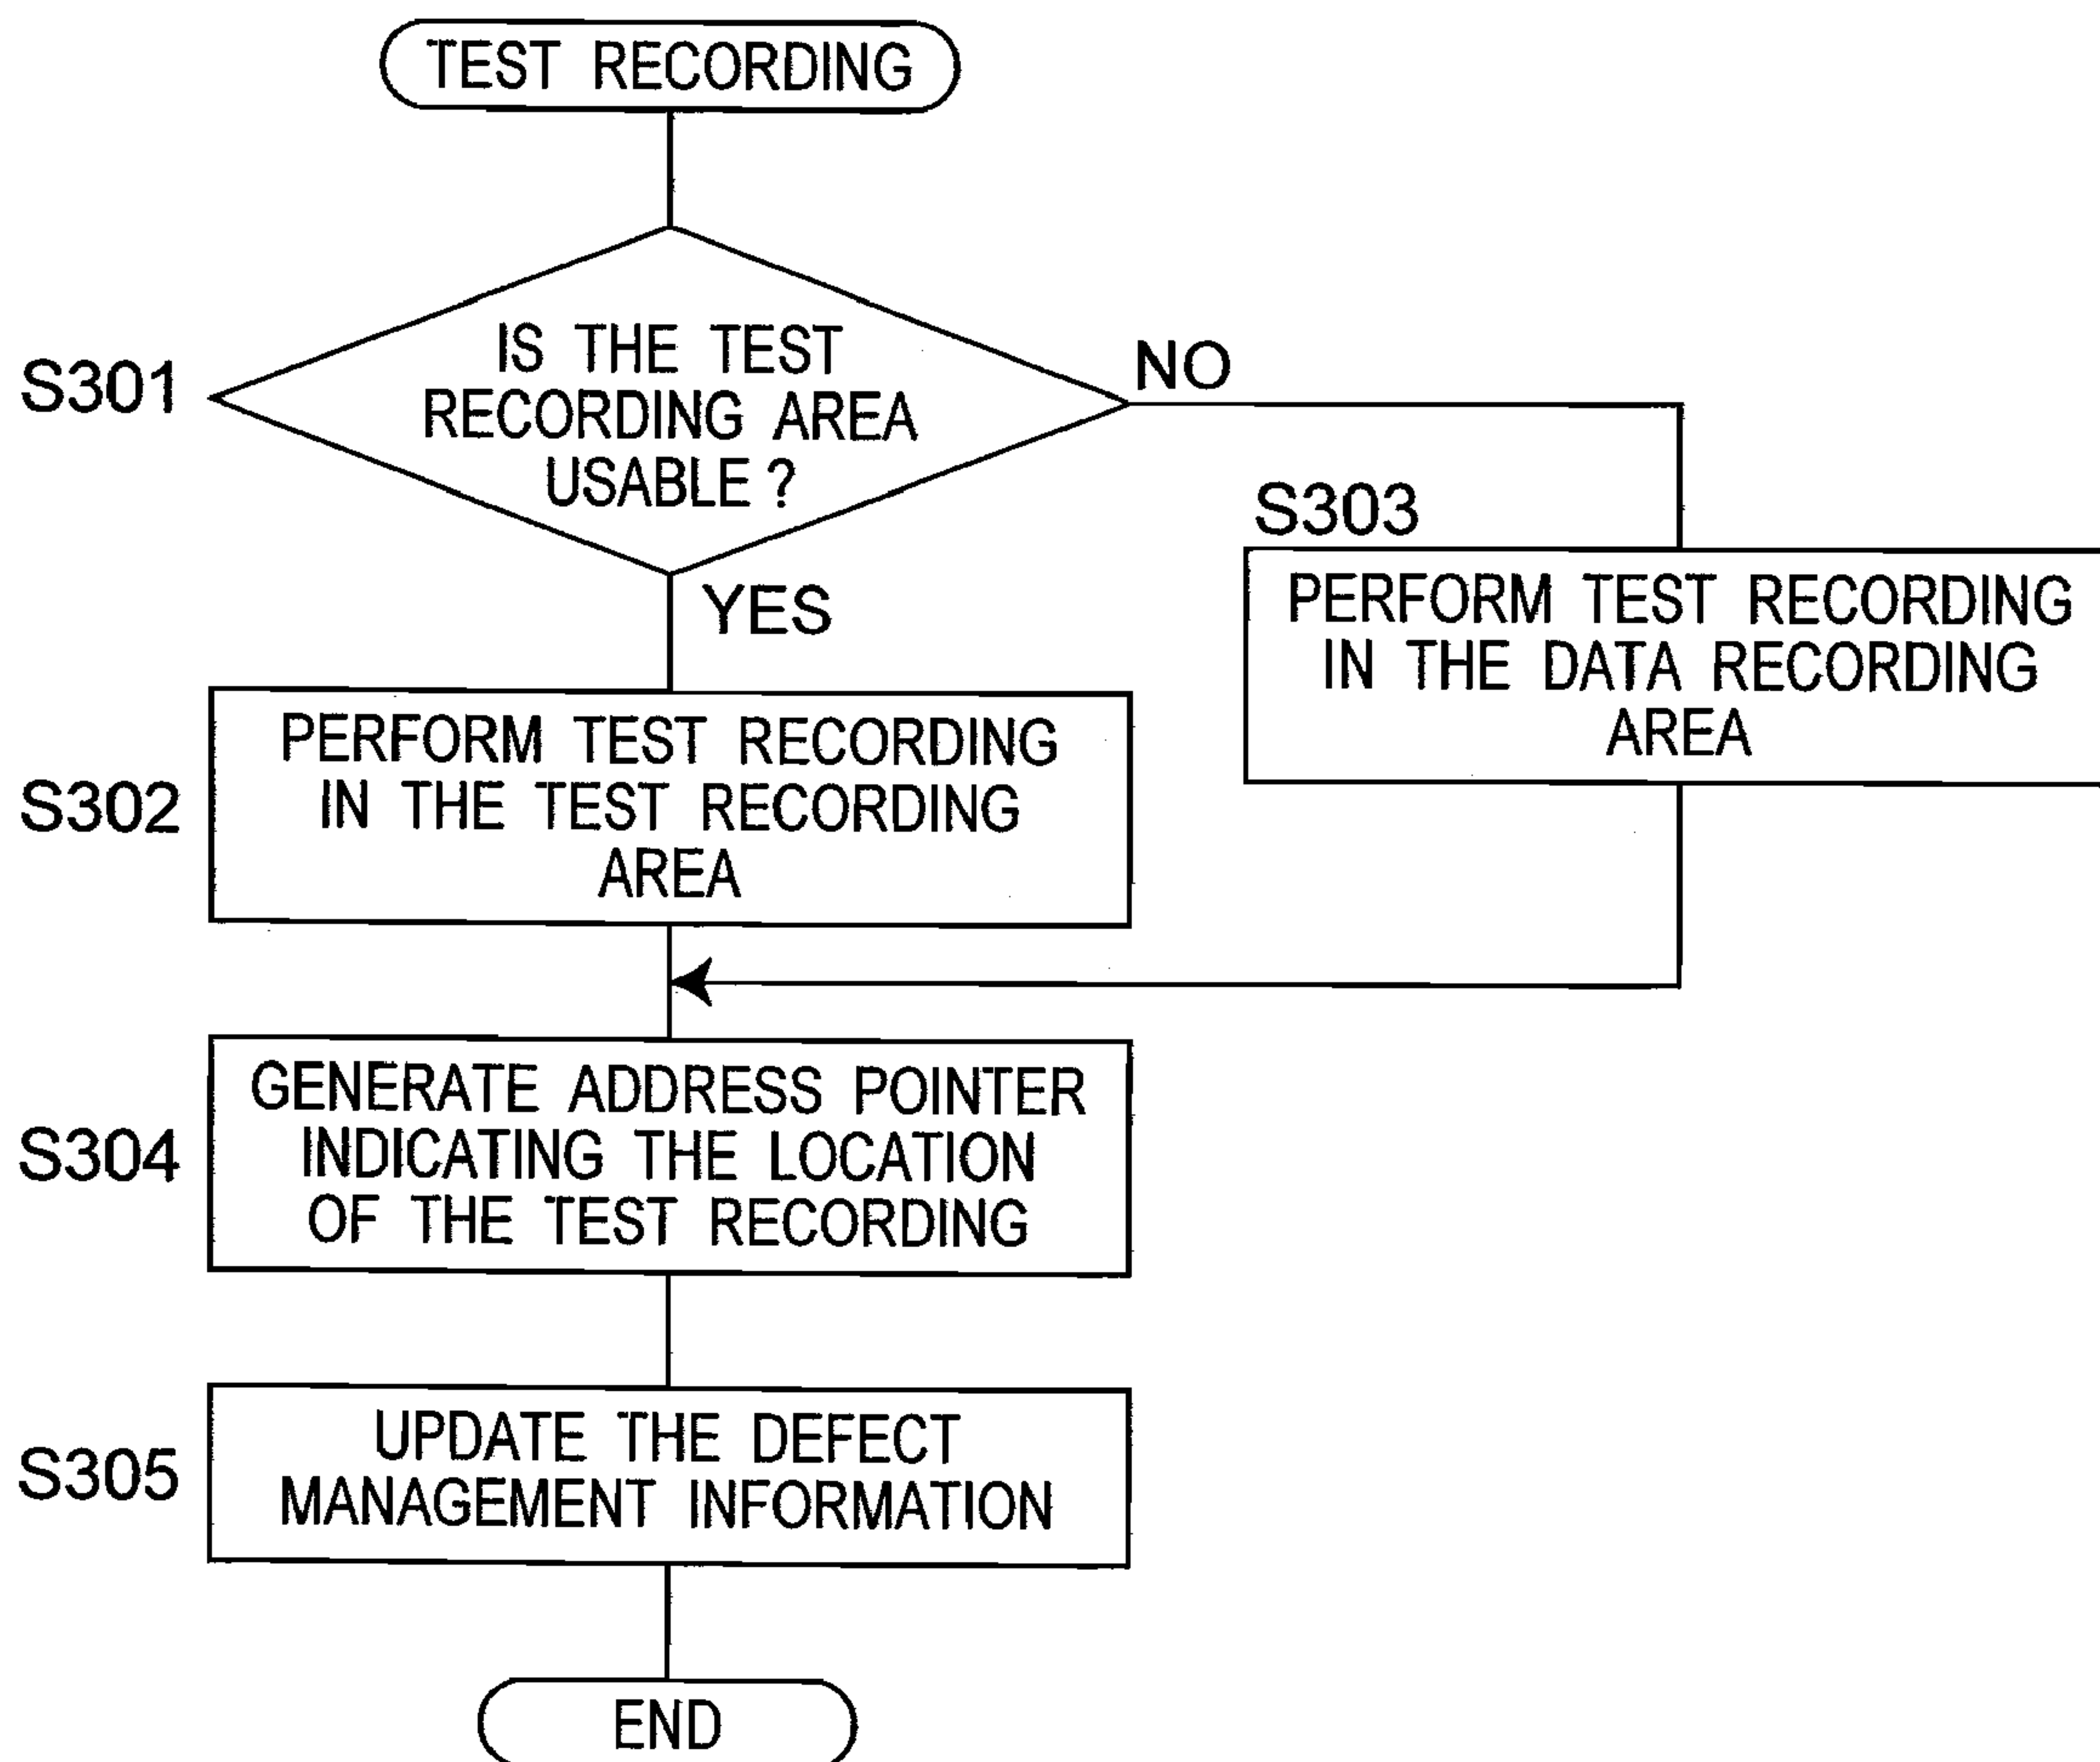 TEST RECORDING
S301
IS THE TEST
RECORDING AREA
USABLE ?
NO
YES
S303
PERFORM TEST RECORDING
IN THE DATA RECORDING
AREA
S302
PERFORM TEST RECORDING
IN THE TEST RECORDING
AREA
S304
GENERATE ADDRESS POINTER
INDICATING THE LOCATION
OF THE TEST RECORDING
S305
UPDATE THE DEFECT
MANAGEMENT INFORMATION
END